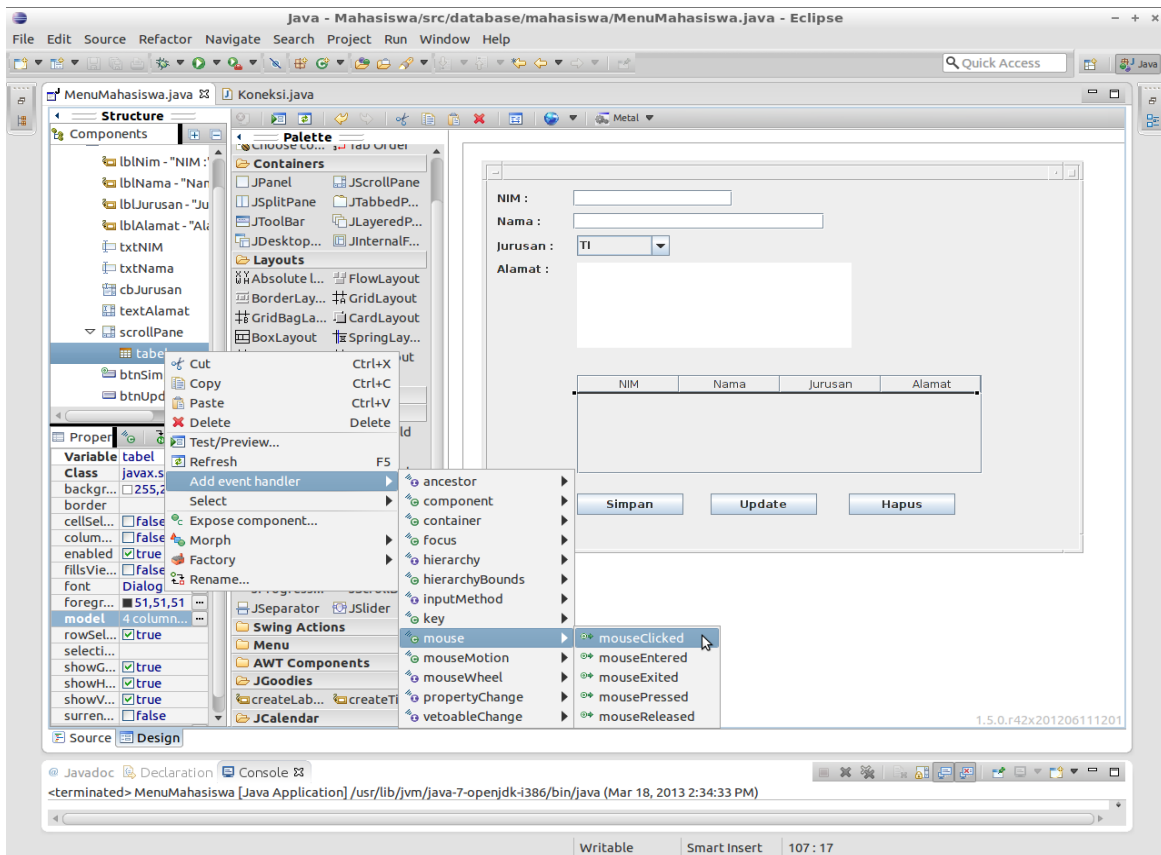 Java - Mahasiswa/src/database/mahasiswa/MenuMahasiswa.java - Eclipse
File Edit Source Refactor Navigate Search Project Run Window Help
Quick Access
Java
MenuMahasiswa.java
Koneksi.java
Structure
Components
lblNim - "NIM :"
lblNama - "Nan
lblJurusan - "Ju
lblAlamat - "Ala
txtNIM
txtNama
cbJurusan
textAlamat
scrollPane
tabel
btnSim
btnUpd
Metal
Palette
Choose co... Tab Order
Containers
JPanel JScrollPane
JSplitPane JTabbedP...
JToolBar JLayeredP...
JDesktop... JInternalF...
Layouts
Absolute l... FlowLayout
BorderLay... GridLayout
GridBagLa... CardLayout
BoxLayout SpringLay...
out
ld
JSeparator JSlider
Swing Actions
Menu
AWT Components
JGoodies
createLab... createTi
JCalendar
Cut Ctrl+X
Copy Ctrl+C
Paste Ctrl+V
Delete Delete
Test/Preview...
Refresh F5
Add event handler
Select
Expose component...
Morph
Factory
Rename...
ancestor
component
container
focus
hierarchy
hierarchyBounds
inputMethod
key
mouse
mouseMotion
mouseWheel
propertyChange
vetoableChange
mouseClicked
mouseEntered
mouseExited
mousePressed
mouseReleased
Proper
Variable tabel
Class javax.s
backgr... 255,2
border
cellSel... false
colum... false
enabled true
fillsVie... false
font Dialog
foregr... 51,51,51 ...
model 4 column... ...
rowSel... true
selecti...
showG... true
showH... true
showV... true
surren... false
NIM :
Nama :
Jurusan : TI
Alamat :
NIM Nama Jurusan Alamat
Simpan Update Hapus
1.5.0.r42x201206111201
Source Design
@ Javadoc Declaration Console
<terminated> MenuMahasiswa [Java Application] /usr/lib/jvm/java-7-openjdk-i386/bin/java (Mar 18, 2013 2:34:33 PM)
Writable Smart Insert 107 : 17